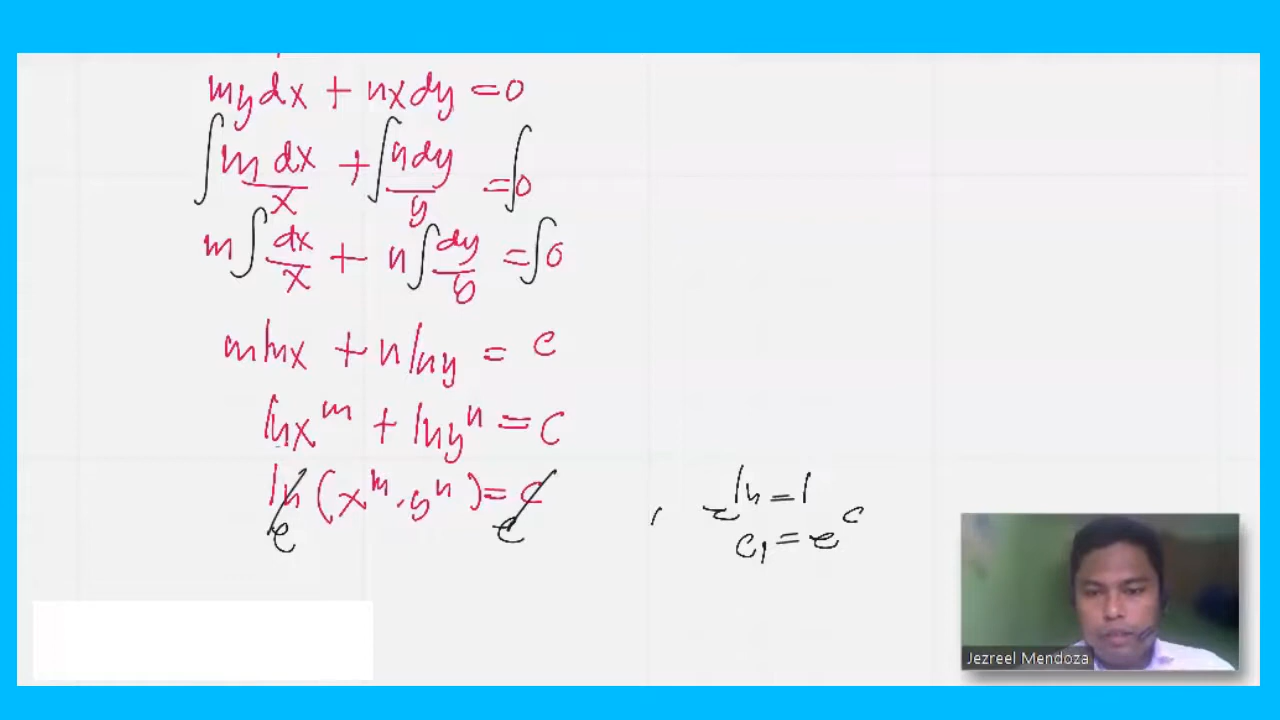 my dx + nx dy = 0
∫ m dx/x + ∫ n dy/y = ∫ 0
m ∫ dx/x + n ∫ dy/y = ∫ 0
m ln x + n ln y = c
ln x^m + ln y^n = C
ln (x^m · y^n) = c
e e
e^ln = 1
c₁ = e^c
Jezreel Mendoza